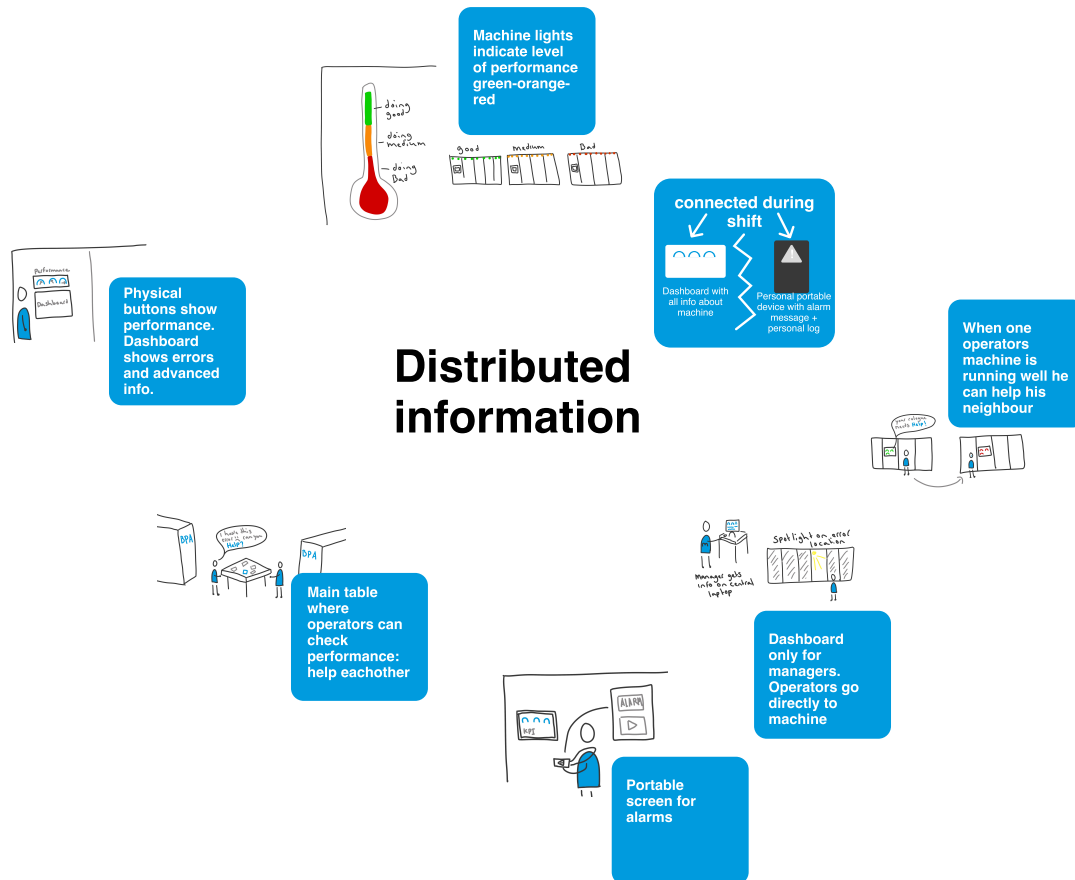 Machine lights
indicate level
of performance
green-orange-
red
doing
good
doing
medium
doing
Bad
good
medium
Bad
connected during
shift
Dashboard with
all info about
machine
Personal portable
device with alarm
message +
personal log
Performance
Dashboard
Physical
buttons show
performance.
Dashboard
shows errors
and advanced
info.
Distributed
information
When one
operators
machine is
running well he
can help his
neighbour
needs Help!
BPA
I have this
error can you
Help?
BPA
Main table
where
operators can
check
performance:
help eachother
Manager gets
info on central
laptop
Spotlight on error
location
Dashboard
only for
managers.
Operators go
directly to
machine
KPI
ALARM
Portable
screen for
alarms